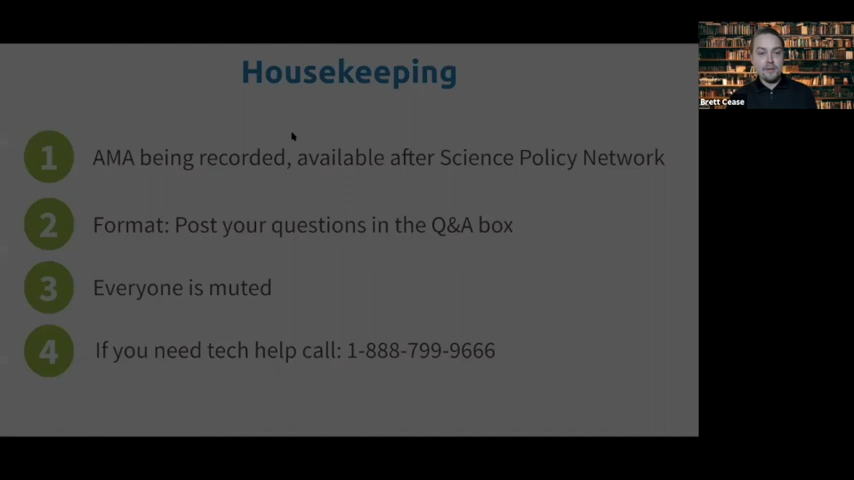 Housekeeping
1 AMA being recorded, available after Science Policy Network
2 Format: Post your questions in the Q&A box
3 Everyone is muted
4 If you need tech help call: 1-888-799-9666
Brett Cease